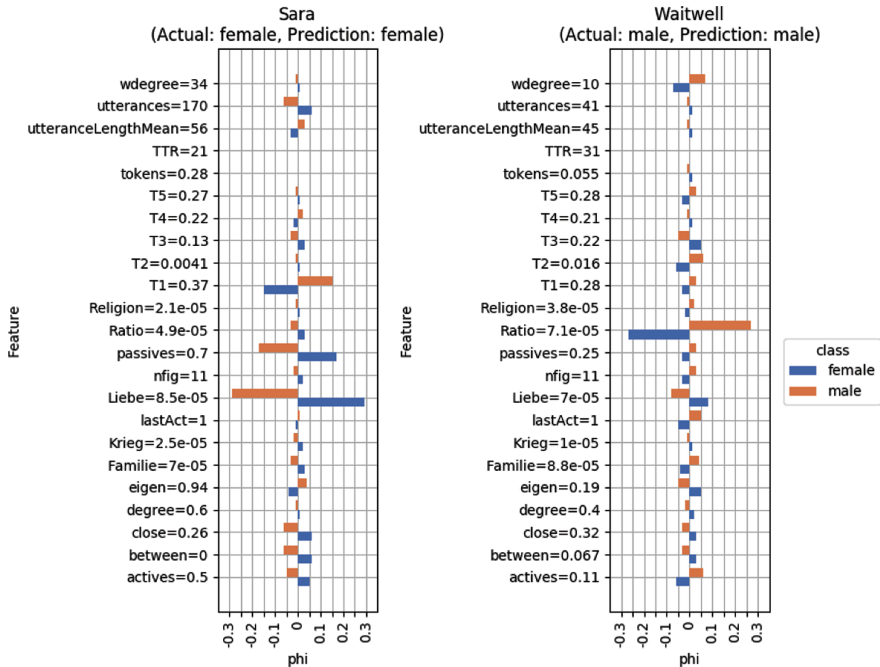 Sara
(Actual: female, Prediction: female)
wdegree=34
utterances=170
utteranceLengthMean=56
TTR=21
tokens=0.28
T5=0.27
T4=0.22
T3=0.13
T2=0.0041
T1=0.37
Religion=2.1e-05
Ratio=4.9e-05
passives=0.7
nfig=11
Liebe=8.5e-05
lastAct=1
Krieg=2.5e-05
Familie=7e-05
eigen=0.94
degree=0.6
close=0.26
between=0
actives=0.5
Feature
-0.3 -0.2 -0.1 0 0.1 0.2 0.3
phi
Waitwell
(Actual: male, Prediction: male)
wdegree=10
utterances=41
utteranceLengthMean=45
TTR=31
tokens=0.055
T5=0.28
T4=0.21
T3=0.22
T2=0.016
T1=0.28
Religion=3.8e-05
Ratio=7.1e-05
passives=0.25
nfig=11
Liebe=7e-05
lastAct=1
Krieg=1e-05
Familie=8.8e-05
eigen=0.19
degree=0.4
close=0.32
between=0.067
actives=0.11
Feature
-0.3 -0.2 -0.1 0 0.1 0.2 0.3
phi
class
female
male